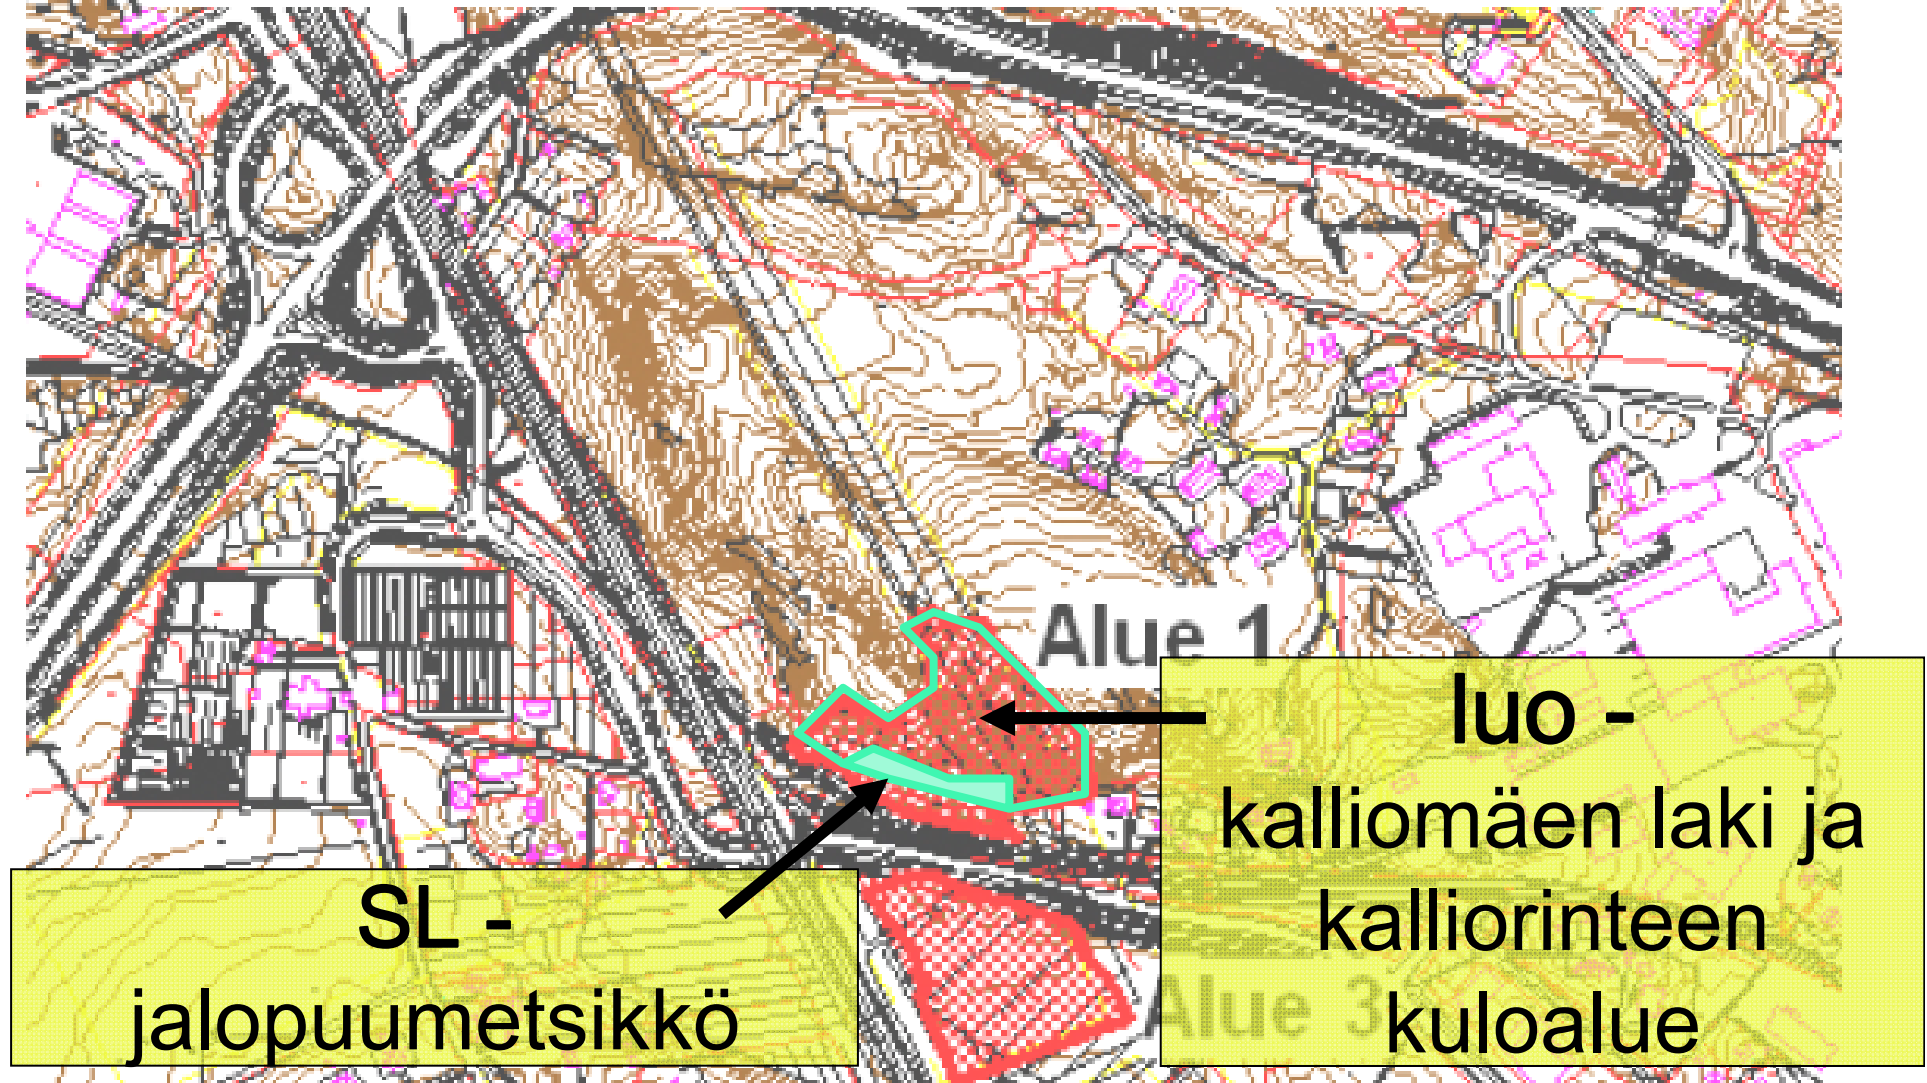 Alue 1
luo -
kalliomäen laki ja
kalliorinteen
kuloalue
SL -
jalopuumetsikkö
Alue 3